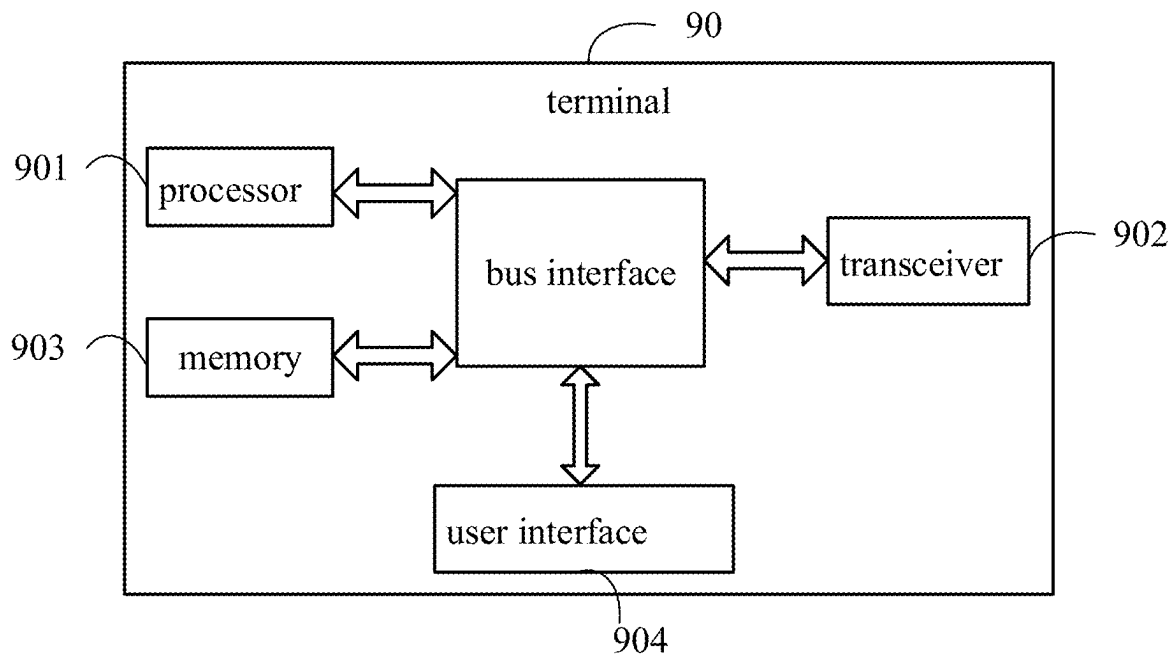 90
terminal
901
processor
bus interface
transceiver
902
903
memory
user interface
904